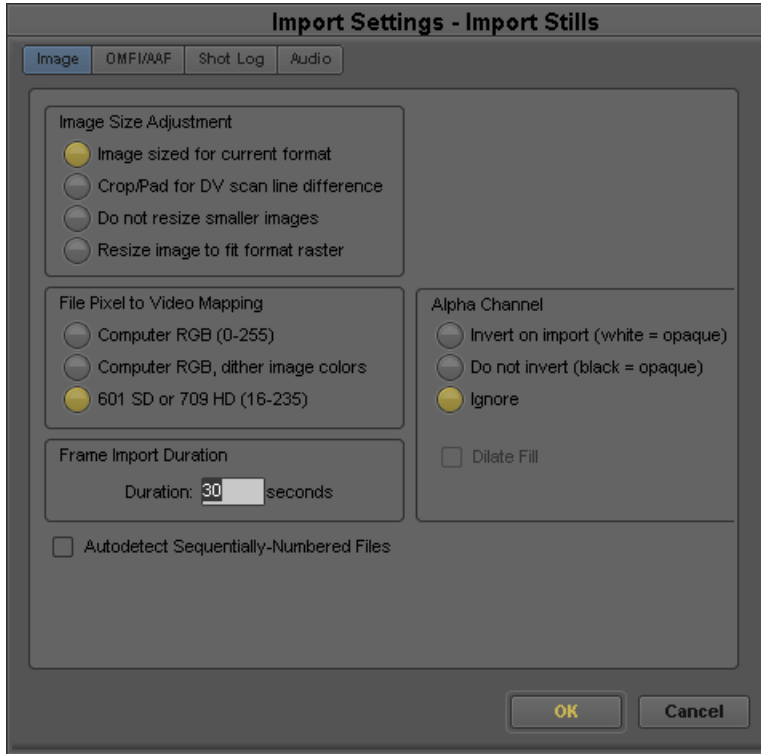 Import Settings - Import Stills
Image OMFI/AAF Shot Log Audio
Image Size Adjustment
Image sized for current format
Crop/Pad for DV scan line difference
Do not resize smaller images
Resize image to fit format raster
File Pixel to Video Mapping
Computer RGB (0-255)
Computer RGB, dither image colors
601 SD or 709 HD (16-235)
Alpha Channel
Invert on import (white = opaque)
Do not invert (black = opaque)
Ignore
Dilate Fill
Frame Import Duration
Duration: 30 seconds
Autodetect Sequentially-Numbered Files
OK Cancel